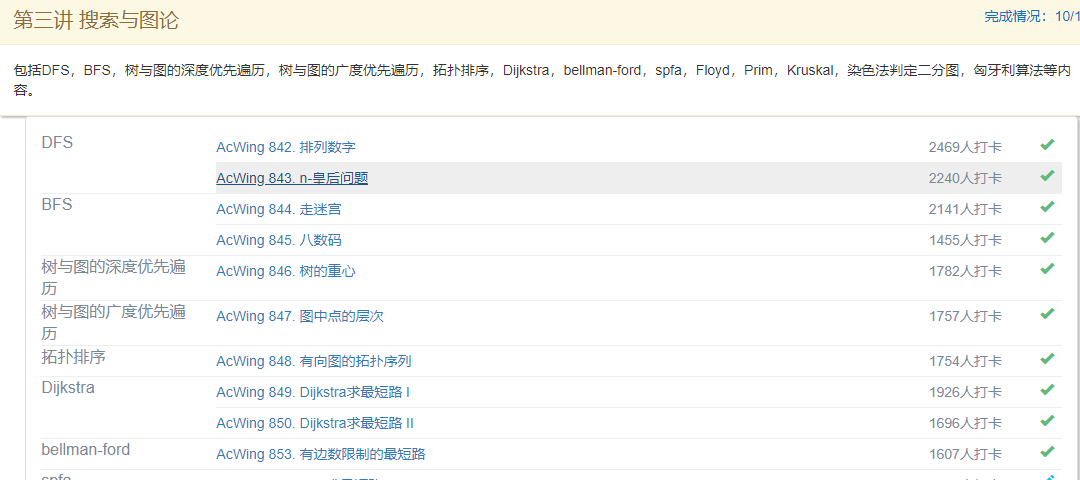 第三讲 搜索与图论
完成情况：10/1
包括DFS，BFS，树与图的深度优先遍历，树与图的广度优先遍历，拓扑排序，Dijkstra，bellman-ford，spfa，Floyd，Prim，Kruskal，染色法判定二分图，匈牙利算法等内
容。
DFS
AcWing 842. 排列数字 2469人打卡
AcWing 843. n-皇后问题 2240人打卡
BFS
AcWing 844. 走迷宫 2141人打卡
AcWing 845. 八数码 1455人打卡
树与图的深度优先遍
历
AcWing 846. 树的重心 1782人打卡
树与图的广度优先遍
历
AcWing 847. 图中点的层次 1757人打卡
拓扑排序
AcWing 848. 有向图的拓扑序列 1754人打卡
Dijkstra
AcWing 849. Dijkstra求最短路 I 1926人打卡
AcWing 850. Dijkstra求最短路 II 1696人打卡
bellman-ford
AcWing 853. 有边数限制的最短路 1607人打卡
spfa